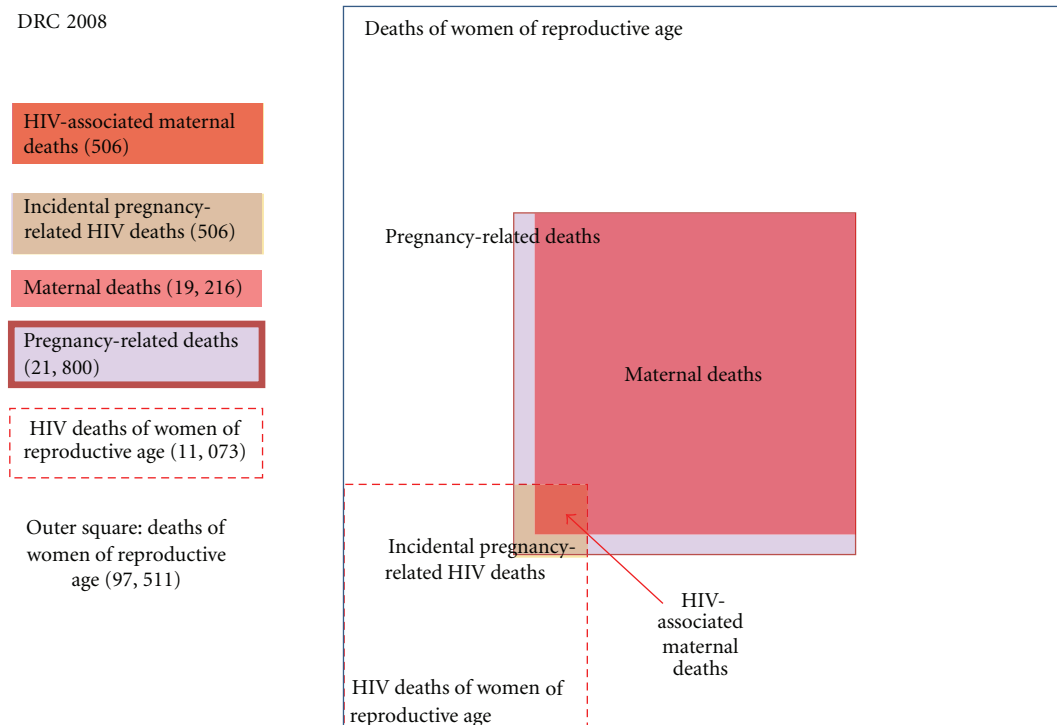 DRC 2008
HIV-associated maternal
deaths (506)
Incidental pregnancy-
related HIV deaths (506)
Maternal deaths (19, 216)
Pregnancy-related deaths
(21, 800)
HIV deaths of women of
reproductive age (11, 073)
Outer square: deaths of
women of reproductive
age (97, 511)
Deaths of women of reproductive age
Pregnancy-related deaths
Maternal deaths
Incidental pregnancy-
related HIV deaths
HIV-
associated
maternal
deaths
HIV deaths of women of
reproductive age